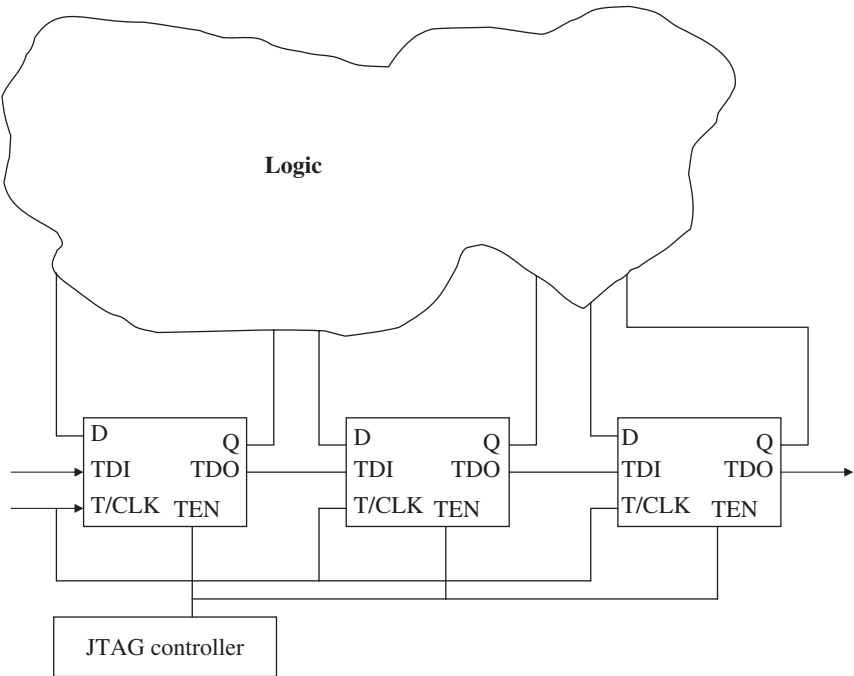 Logic
D
Q
TDI
TDO
T/CLK
TEN
D
Q
TDI
TDO
T/CLK
TEN
D
Q
TDI
TDO
T/CLK
TEN
JTAG controller